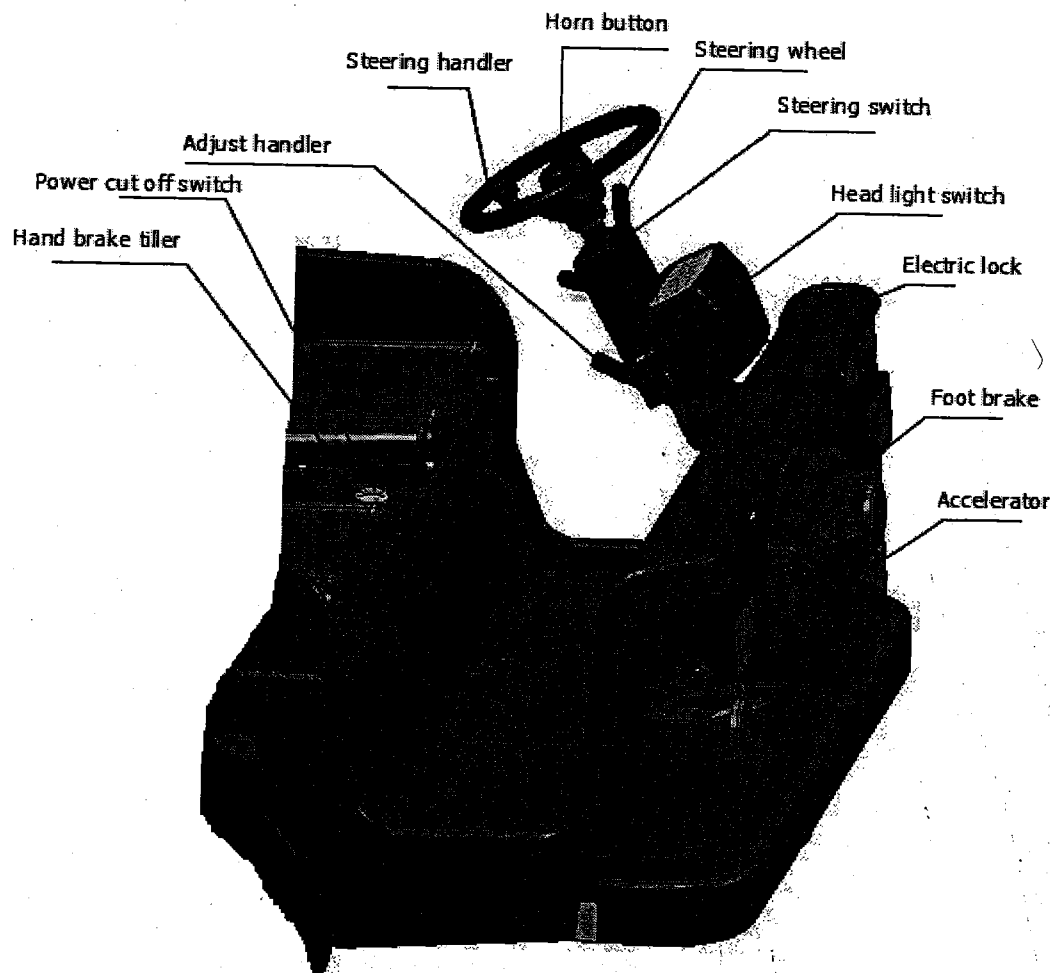 Horn button
Steering handler
Steering wheel
Steering switch
Adjust handler
Power cut off switch
Head light switch
Hand brake tiller
Electric lock
Foot brake
Accelerator